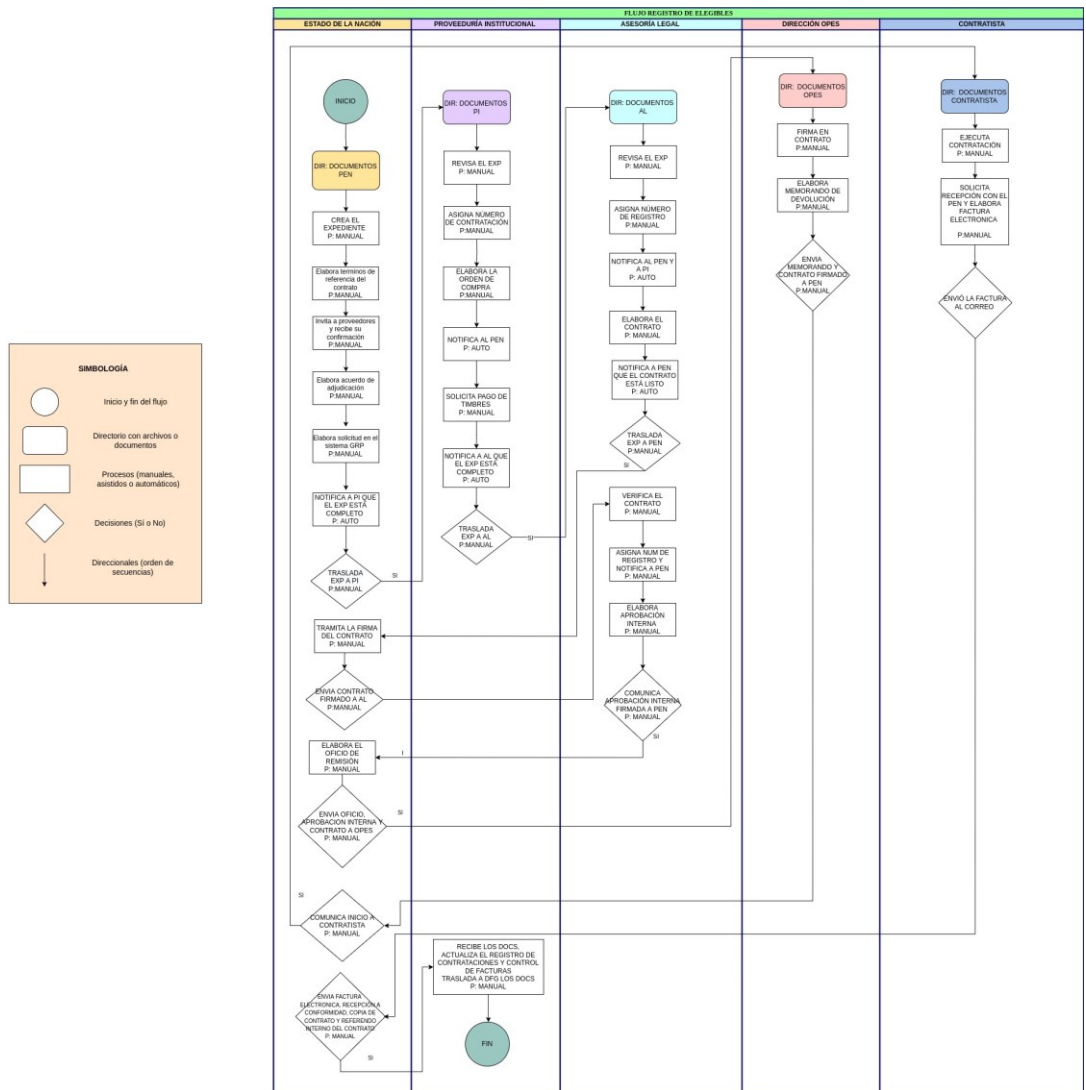 FLUJO REGISTRO DE ELEGIBLES
ESTADO DE LA NACIÓN
PROVEEDURÍA INSTITUCIONAL
ASESORÍA LEGAL
DIRECCIÓN OPES
CONTRATISTA
SIMBOLOGÍA
Inicio y fin del flujo
Directorio con archivos o
documentos
Procesos (manuales,
asistidos o automáticos)
Decisiones (Sí o No)
Direccionales (orden de
secuencias)
INICIO
DIR: DOCUMENTOS
PEN
CREA EL
EXPEDIENTE
P: MANUAL
Elabora terminos de
referencia del
contrato
P:MANUAL
Invita a proveedores
y recibe su
confirmación
P:MANUAL
Elabora acuerdo de
adjudicación
P:MANUAL
Elabora solicitud en el
sistema GRP
P:MANUAL
NOTIFICA A PI QUE
EL EXP ESTÁ
COMPLETO
P: AUTO
TRASLADA
EXP A PI
P:MANUAL
SI
TRAMITA LA FIRMA
DEL CONTRATO
P: MANUAL
ENVIA CONTRATO
FIRMADO A AL
P:MANUAL
ELABORA EL
OFICIO DE
REMISIÓN
P: MANUAL
I
ENVIA OFICIO,
APROBACION INTERNA Y
CONTRATO A OPES
P: MANUAL
SI
SI
COMUNICA INICIO A
CONTRATISTA
P: MANUAL
ENVIA FACTURA
ELECTRONICA, RECEPCIÓN A
CONFORMIDAD, COPIA DE
CONTRATO Y REFERENDO
INTERNO DEL CONTRATO
P. MANUAL
SI
DIR: DOCUMENTOS
PI
REVISA EL EXP
P: MANUAL
ASIGNA NÚMERO
DE CONTRATACIÓN
P:MANUAL
ELABORA LA
ORDEN DE
COMPRA
P:MANUAL
NOTIFICA AL PEN
P: AUTO
SOLICITA PAGO DE
TIMBRES
P: MANUAL
NOTIFICA A AL QUE
EL EXP ESTÁ
COMPLETO
P: AUTO
TRASLADA
EXP A AL
P:MANUAL
SI
RECIBE LOS DOCS,
ACTUALIZA EL REGISTRO DE
CONTRATACIONES Y CONTROL
DE FACTURAS
TRASLADA A DFG LOS DOCS
P: MANUAL
FIN
DIR: DOCUMENTOS
AL
REVISA EL EXP
P: MANUAL
ASIGNA NÚMERO
DE REGISTRO
P:MANUAL
NOTIFICA AL PEN Y
A PI
P: AUTO
ELABORA EL
CONTRATO
P: MANUAL
NOTIFICA A PEN
QUE EL CONTRATO
ESTÁ LISTO
P: AUTO
TRASLADA
EXP A PEN
P:MANUAL
SI
VERIFICA EL
CONTRATO
P: MANUAL
ASIGNA NUM DE
REGISTRO Y
NOTIFICA A PEN
P: MANUAL
ELABORA
APROBACIÓN
INTERNA
P: MANUAL
COMUNICA
APROBACIÓN INTERNA
FIRMADA A PEN
P: MANUAL
SI
DIR: DOCUMENTOS
OPES
FIRMA EN
CONTRATO
P:MANUAL
ELABORA
MEMORANDO DE
DEVOLUCIÓN
P:MANUAL
ENVIA
MEMORANDO Y
CONTRATO FIRMADO
A PEN
P:MANUAL
DIR: DOCUMENTOS
CONTRATISTA
EJECUTA
CONTRATACIÓN
P: MANUAL
SOLICITA
RECEPCIÓN CON EL
PEN Y ELABORA
FACTURA
ELECTRONICA
P:MANUAL
ENVIÓ LA FACTURA
AL CORREO